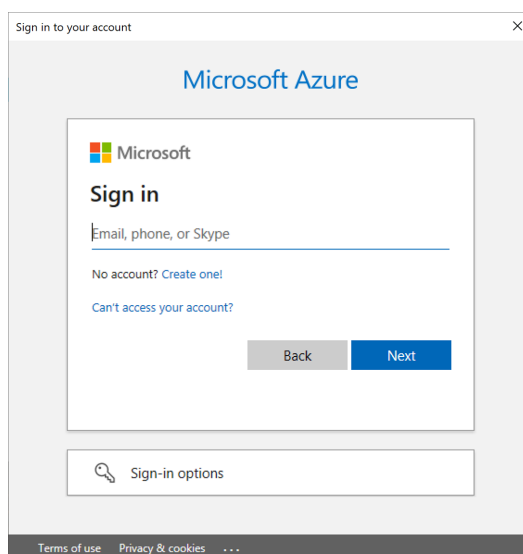 Sign in to your account
Microsoft Azure
Microsoft
Sign in
Email, phone, or Skype
No account? Create one!
Can't access your account?
Back Next
Sign-in options
Terms of use Privacy & cookies ...